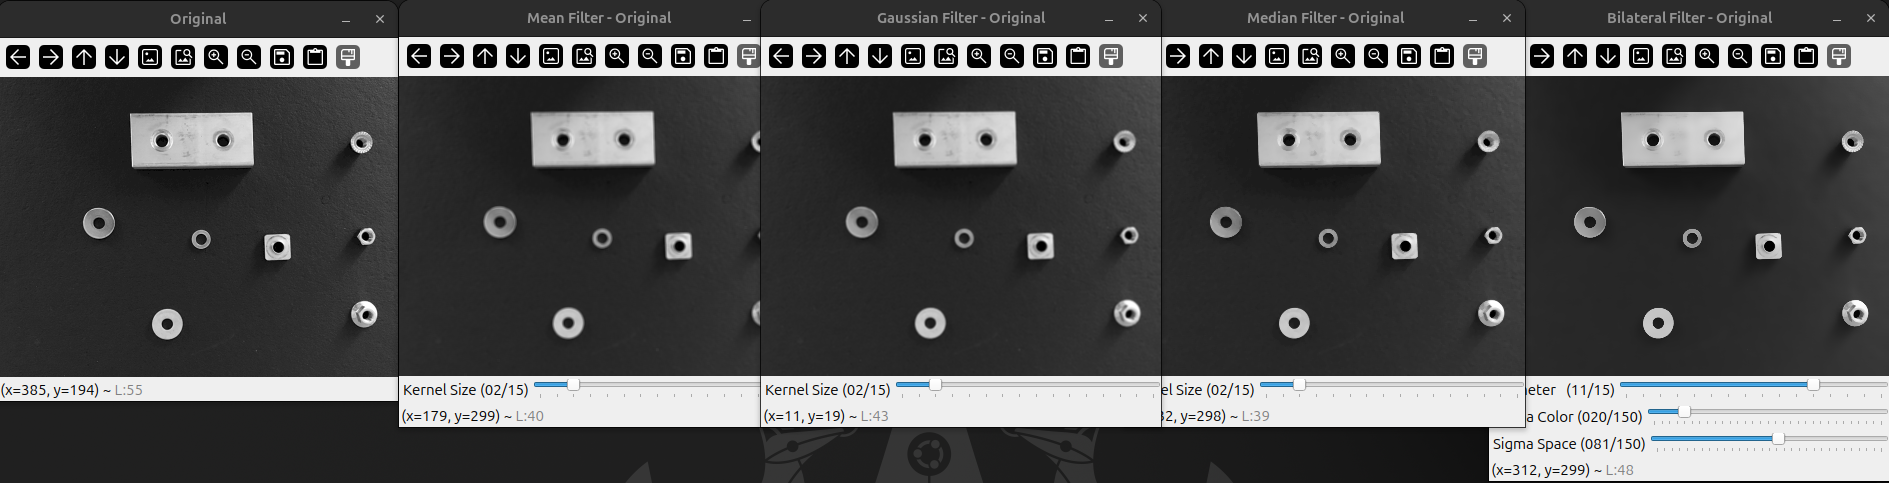 Original
Mean Filter - Original
Gaussian Filter - Original
Median Filter - Original
Bilateral Filter - Original
(x=385, y=194) ~ L:55
Kernel Size (02/15)
(x=179, y=299) ~ L:40
Kernel Size (02/15)
(x=11, y=19) ~ L:43
el Size (02/15)
32, y=298) ~ L:39
eter (11/15)
a Color (020/150)
Sigma Space (081/150)
(x=312, y=299) ~ L:48